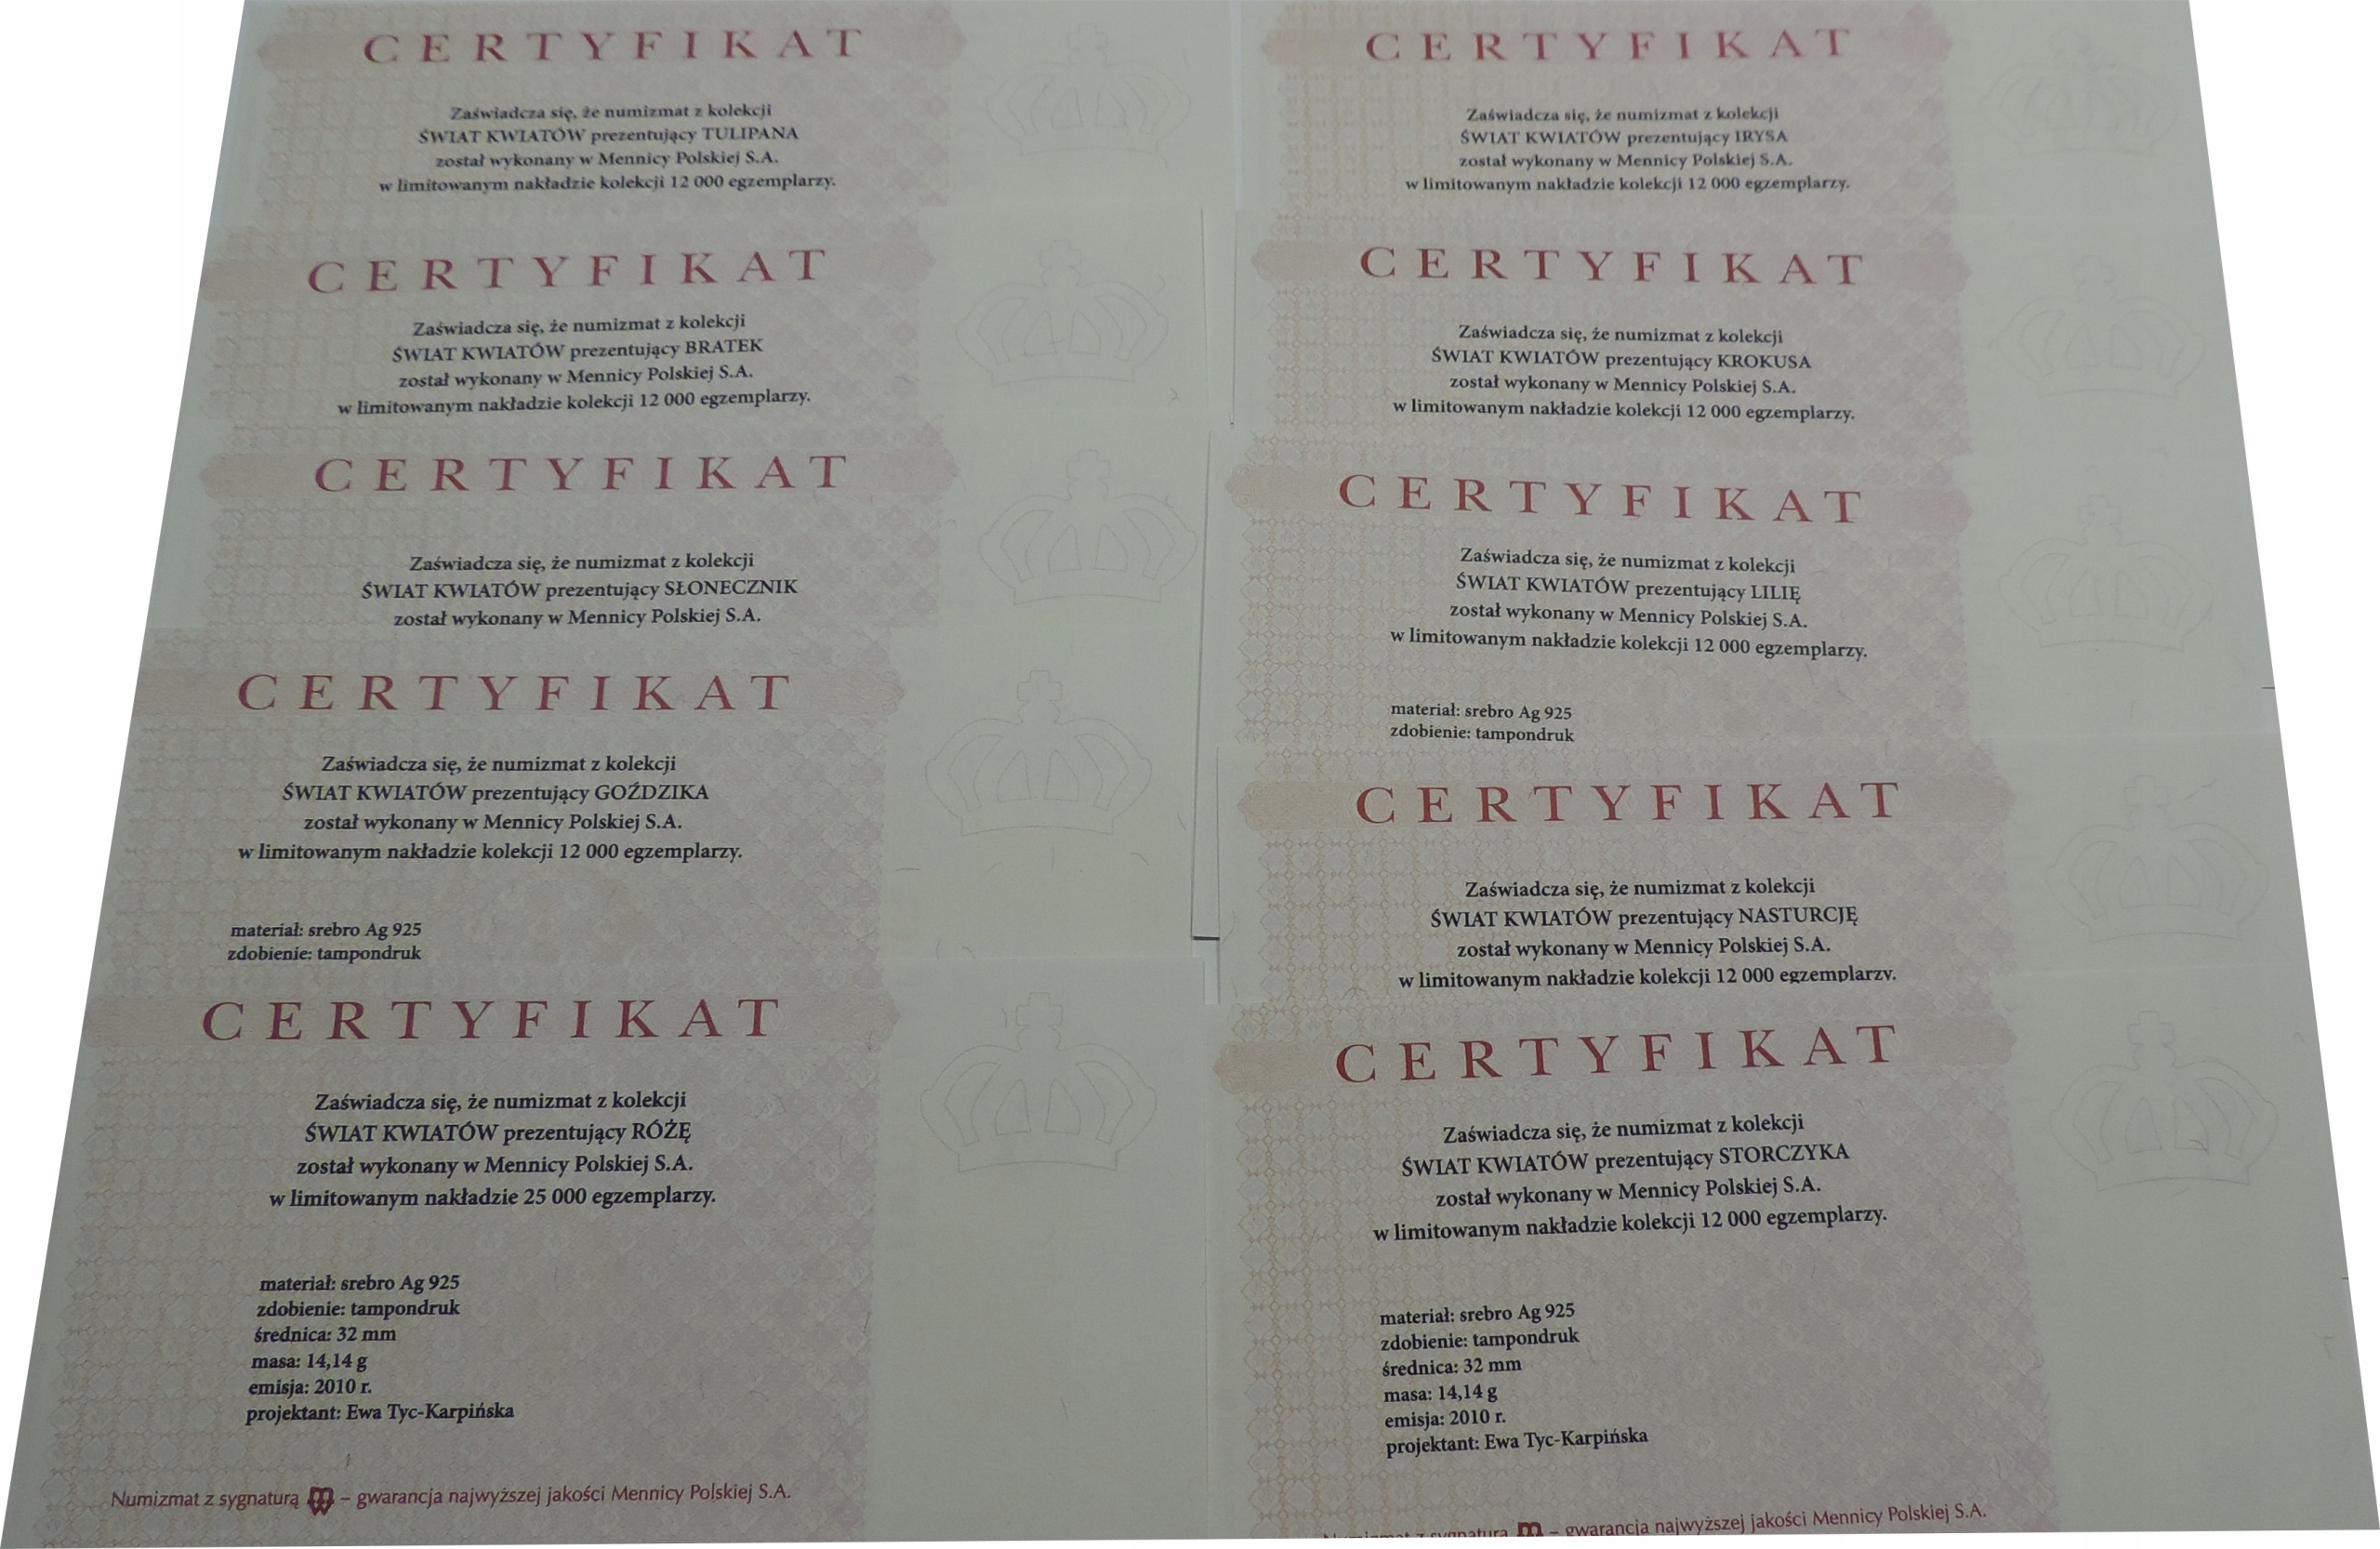 CERTYFIKAT
Zaświadcza się, że numizmat z kolekcji
ŚWIAT KWIATÓW prezentujący TULIPANA
został wykonany w Mennicy Polskiej S.A.
w limitowanym nakładzie kolekcji 12 000 egzemplarzy.
CERTYFIKAT
Zaświadcza się, że numizmat z kolekcji
ŚWIAT KWIATÓW prezentujący BRATEK
został wykonany w Mennicy Polskiej S.A.
w limitowanym nakładzie kolekcji 12 000 egzemplarzy.
CERTYFIKAT
Zaświadcza się, że numizmat z kolekcji
ŚWIAT KWIATÓW prezentujący SŁONECZNIK
został wykonany w Mennicy Polskiej S.A.
CERTYFIKAT
Zaświadcza się, że numizmat z kolekcji
ŚWIAT KWIATÓW prezentujący GOŹDZIKA
został wykonany w Mennicy Polskiej S.A.
w limitowanym nakładzie kolekcji 12 000 egzemplarzy.
materiał: srebro Ag 925
zdobienie: tampondruk
CERTYFIKAT
Zaświadcza się, że numizmat z kolekcji
ŚWIAT KWIATÓW prezentujący RÓŻĘ
został wykonany w Mennicy Polskiej S.A.
w limitowanym nakładzie 25 000 egzemplarzy.
materiał: srebro Ag 925
zdobienie: tampondruk
średnica: 32 mm
masa: 14,14 g
emisja: 2010 r.
projektant: Ewa Tyc-Karpińska
Numizmat z sygnaturą – gwarancja najwyższej jakości Mennicy Polskiej S.A.
CERTYFIKAT
Zaświadcza się, że numizmat z kolekcji
ŚWIAT KWIATÓW prezentujący IRYSA
został wykonany w Mennicy Polskiej S.A.
w limitowanym nakładzie kolekcji 12 000 egzemplarzy.
CERTYFIKAT
Zaświadcza się, że numizmat z kolekcji
ŚWIAT KWIATÓW prezentujący KROKUSA
został wykonany w Mennicy Polskiej S.A.
w limitowanym nakładzie kolekcji 12 000 egzemplarzy.
CERTYFIKAT
Zaświadcza się, że numizmat z kolekcji
ŚWIAT KWIATÓW prezentujący LILIĘ
został wykonany w Mennicy Polskiej S.A.
w limitowanym nakładzie kolekcji 12 000 egzemplarzy.
materiał: srebro Ag 925
zdobienie: tampondruk
CERTYFIKAT
Zaświadcza się, że numizmat z kolekcji
ŚWIAT KWIATÓW prezentujący NASTURCJĘ
został wykonany w Mennicy Polskiej S.A.
w limitowanym nakładzie kolekcji 12 000 egzemplarzy.
CERTYFIKAT
Zaświadcza się, że numizmat z kolekcji
ŚWIAT KWIATÓW prezentujący STORCZYKA
został wykonany w Mennicy Polskiej S.A.
w limitowanym nakładzie kolekcji 12 000 egzemplarzy.
materiał: srebro Ag 925
zdobienie: tampondruk
średnica: 32 mm
masa: 14,14 g
emisja: 2010 r.
projektant: Ewa Tyc-Karpińska
Numizmat z sygnaturą – gwarancja najwyższej jakości Mennicy Polskiej S.A.